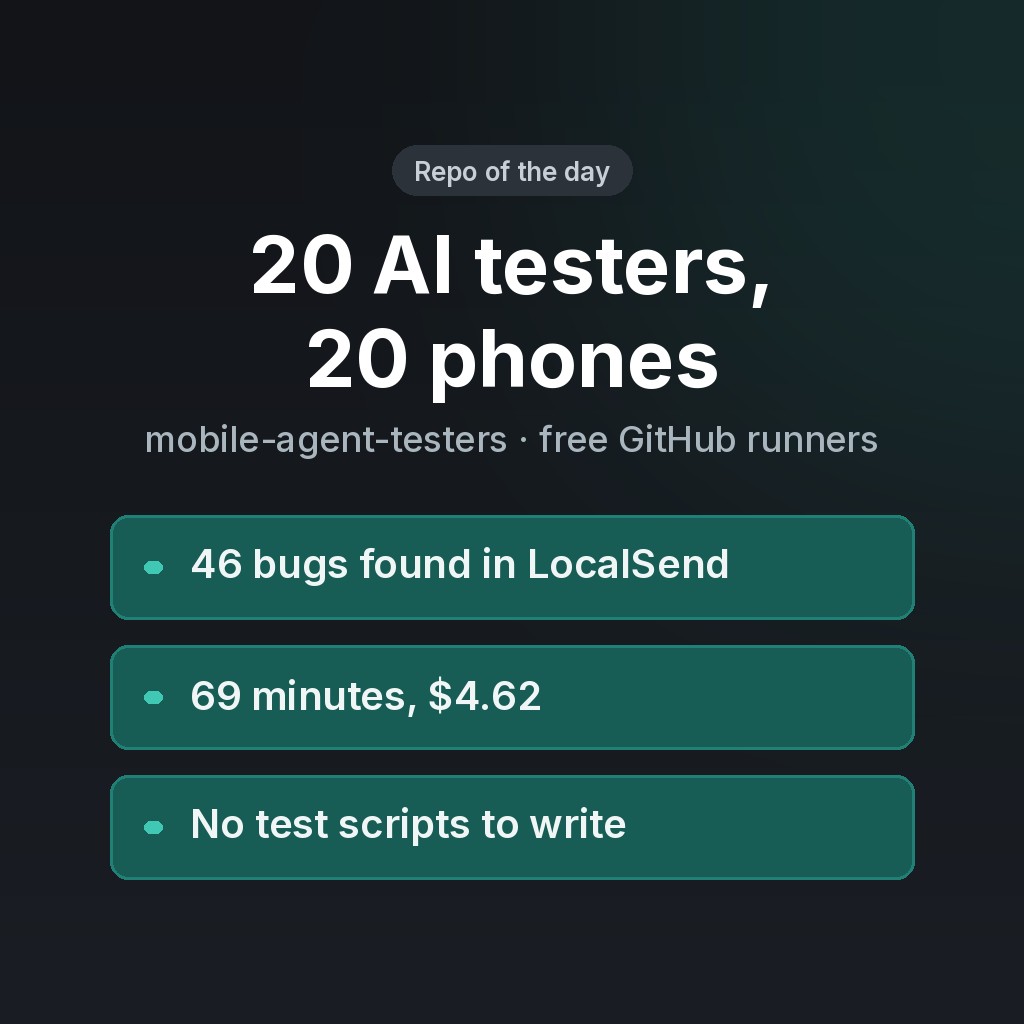 Repo of the day
20 AI testers,
20 phones
mobile-agent-testers · free GitHub runners
46 bugs found in LocalSend
69 minutes, $4.62
No test scripts to write